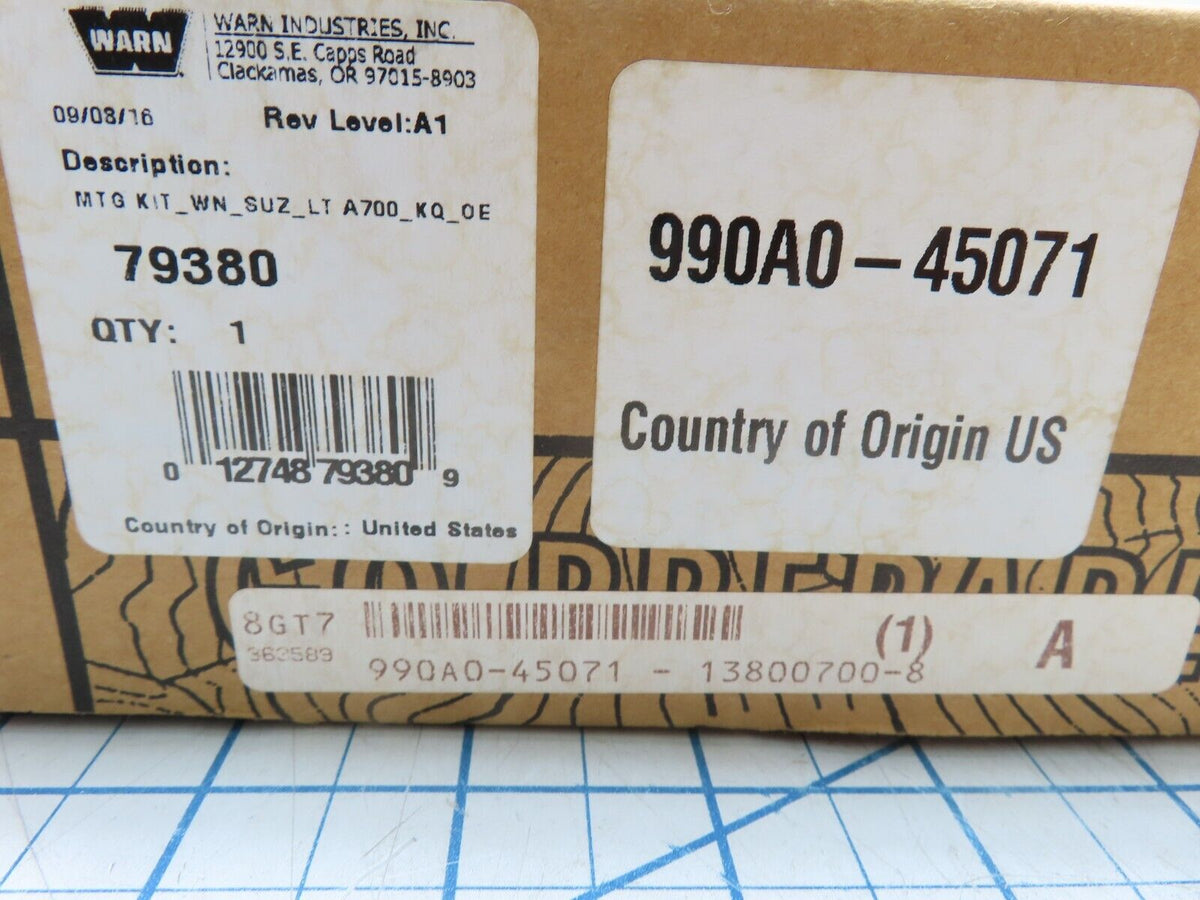 WARN
WARN INDUSTRIES, INC.
12900 S.E. Capps Road
Clackamas, OR 97015-8903
09/08/16 Rev Level:A1
Description:
MTG KIT_WN_SUZ_LT A700_KQ_OE
79380
QTY: 1
0 12748 79380 9
Country of Origin:: United States
990A0-45071
Country of Origin US
8GT7 (1) A
363589
990A0-45071 - 13800700-8